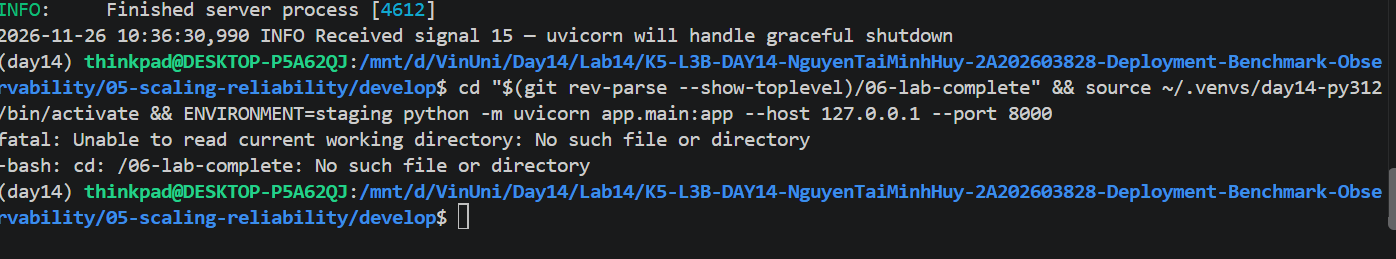 INFO:     Finished server process [4612]
2026-11-26 10:36:30,990 INFO Received signal 15 — uvicorn will handle graceful shutdown
(day14) thinkpad@DESKTOP-P5A62QJ:/mnt/d/VinUni/Day14/Lab14/K5-L3B-DAY14-NguyenTaiMinhHuy-2A202603828-Deployment-Benchmark-Obse
rvability/05-scaling-reliability/develop$ cd "$(git rev-parse --show-toplevel)/06-lab-complete" && source ~/.venvs/day14-py312
/bin/activate && ENVIRONMENT=staging python -m uvicorn app.main:app --host 127.0.0.1 --port 8000
fatal: Unable to read current working directory: No such file or directory
-bash: cd: /06-lab-complete: No such file or directory
(day14) thinkpad@DESKTOP-P5A62QJ:/mnt/d/VinUni/Day14/Lab14/K5-L3B-DAY14-NguyenTaiMinhHuy-2A202603828-Deployment-Benchmark-Obse
rvability/05-scaling-reliability/develop$